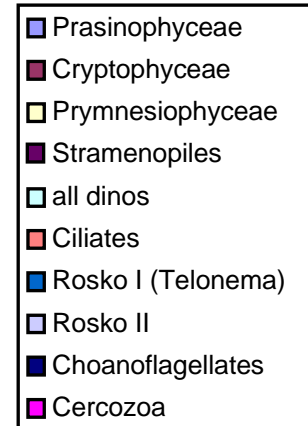 Prasinophyceae
Cryptophyceae
Prymnesiophyceae
Stramenopiles
all dinos
Ciliates
Rosko I (Telonema)
Rosko II
Choanoflagellates
Cercozoa